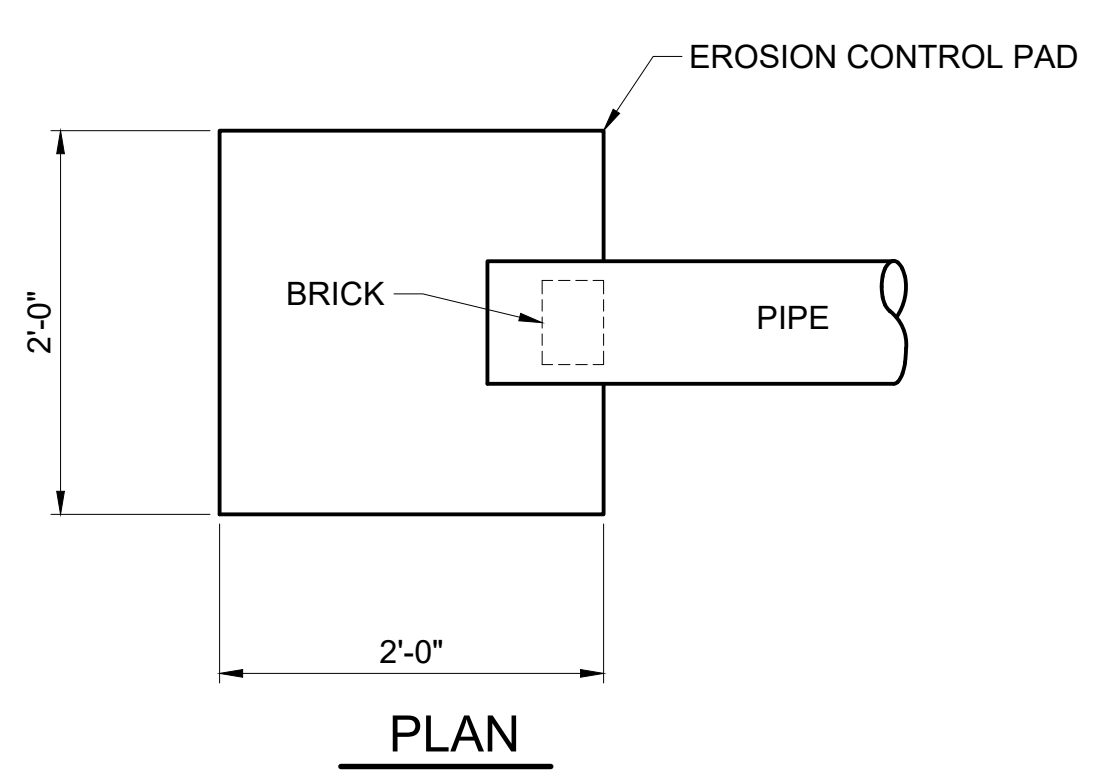 EROSION CONTROL PAD
BRICK
PIPE
2'-0"
2'-0"
PLAN